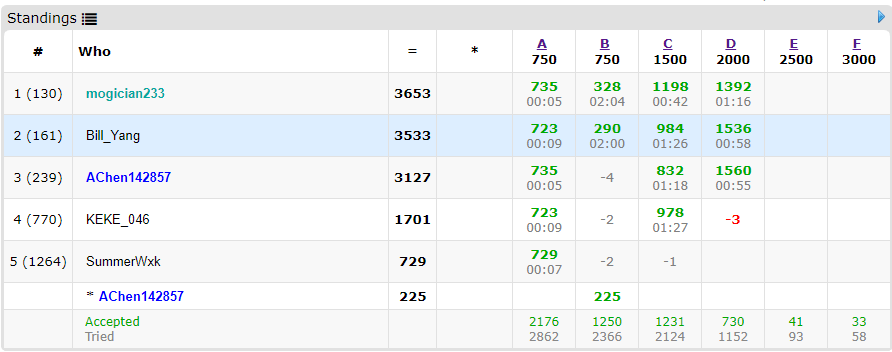 Standings
# Who = * A B C D E F
750 750 1500 2000 2500 3000
1 (130) mogician233 3653 735 328 1198 1392
00:05 02:04 00:42 01:16
2 (161) Bill_Yang 3533 723 290 984 1536
00:09 02:00 01:26 00:58
3 (239) AChen142857 3127 735 -4 832 1560
00:05 01:18 00:55
4 (770) KEKE_046 1701 723 -2 978 -3
00:09 01:27
5 (1264) SummerWxk 729 729 -2 -1
00:07
* AChen142857 225 225
Accepted 2176 1250 1231 730 41 33
Tried 2862 2366 2124 1152 93 58